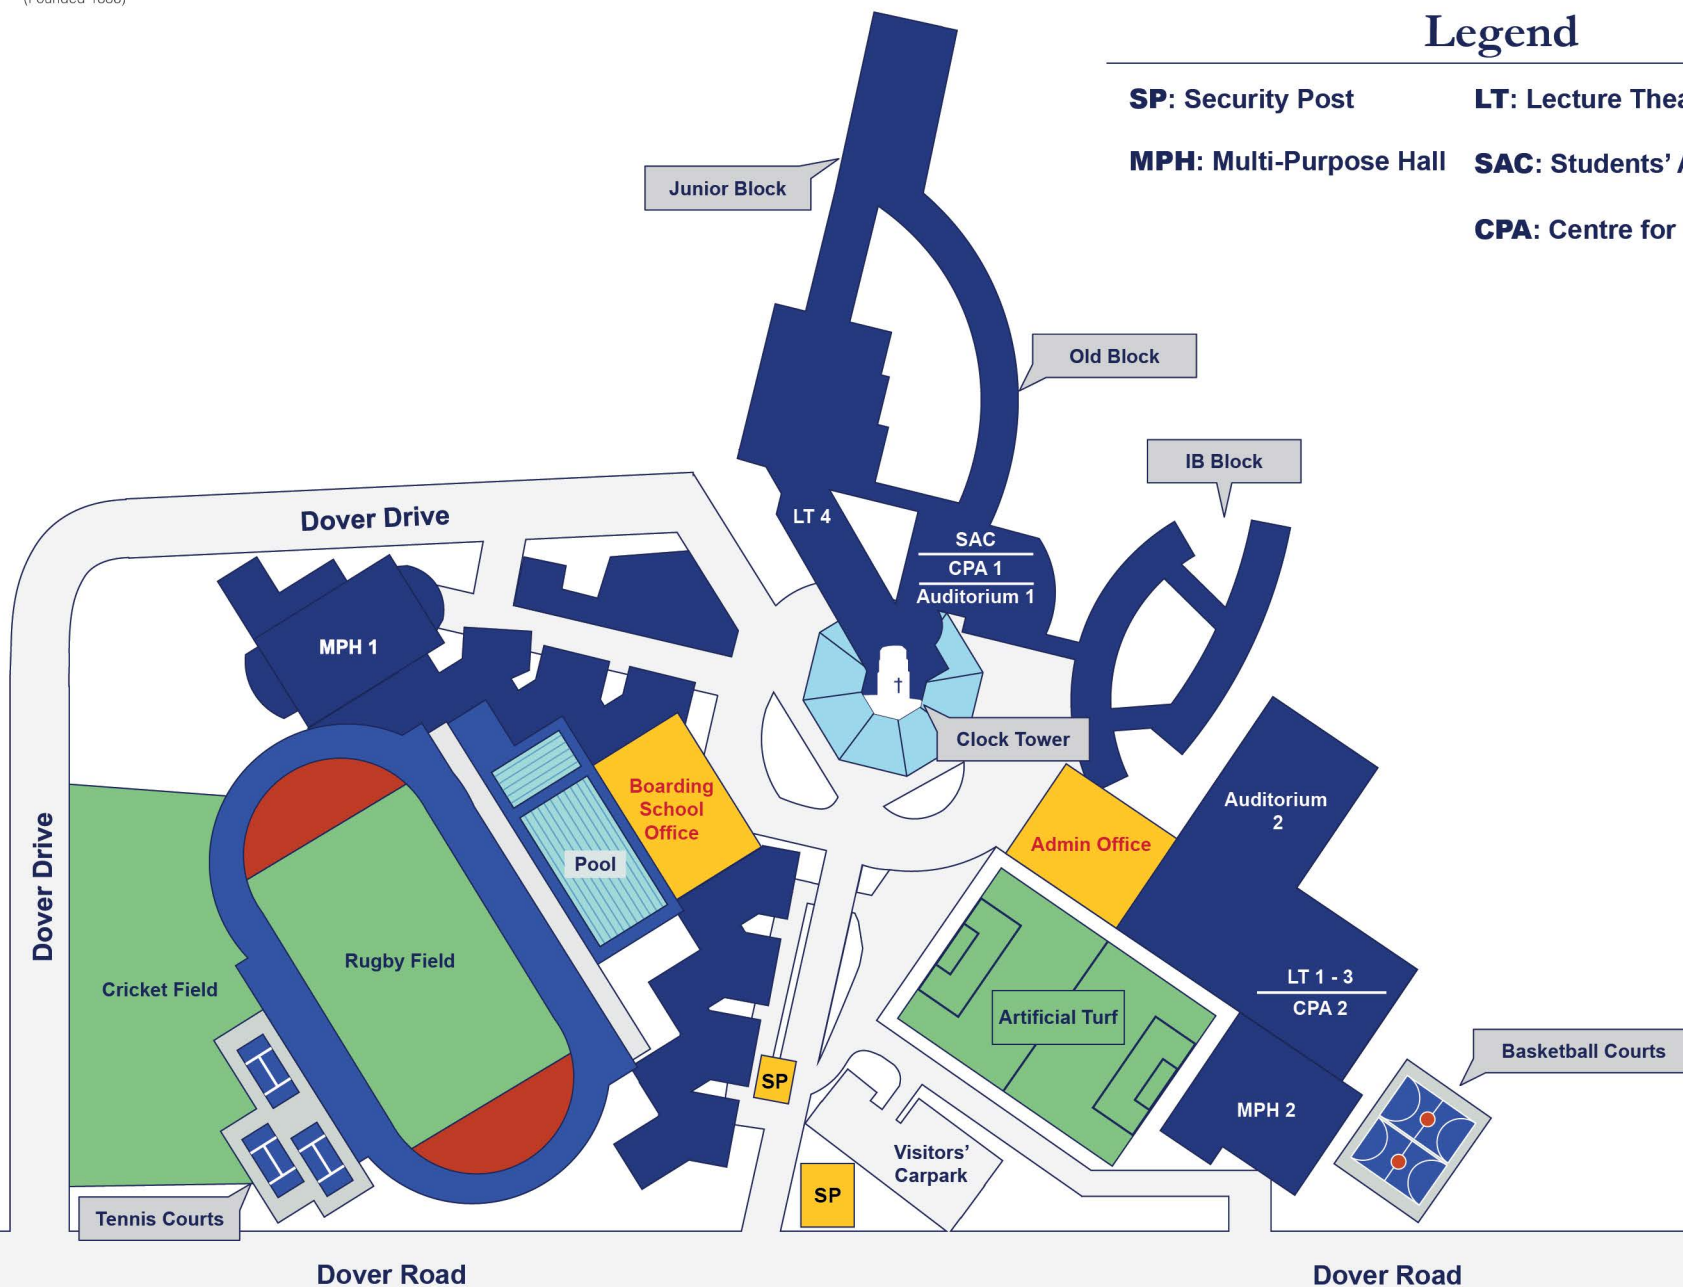 Legend
SP: Security Post
LT: Lecture
MPH: Multi-Purpose Hall
SAC: Students'
CPA: Centre for
Junior Block
Old Block
IB Block
LT 4
SAC
CPA 1
Auditorium 1
Dover Drive
MPH 1
Clock Tower
Boarding
School
Office
Pool
Admin Office
Auditorium
2
Dover Drive
Rugby Field
Cricket Field
LT 1 - 3
CPA 2
Artificial Turf
Basketball Courts
SP
MPH 2
Visitors'
Carpark
SP
Tennis Courts
Dover Road
Dover Road